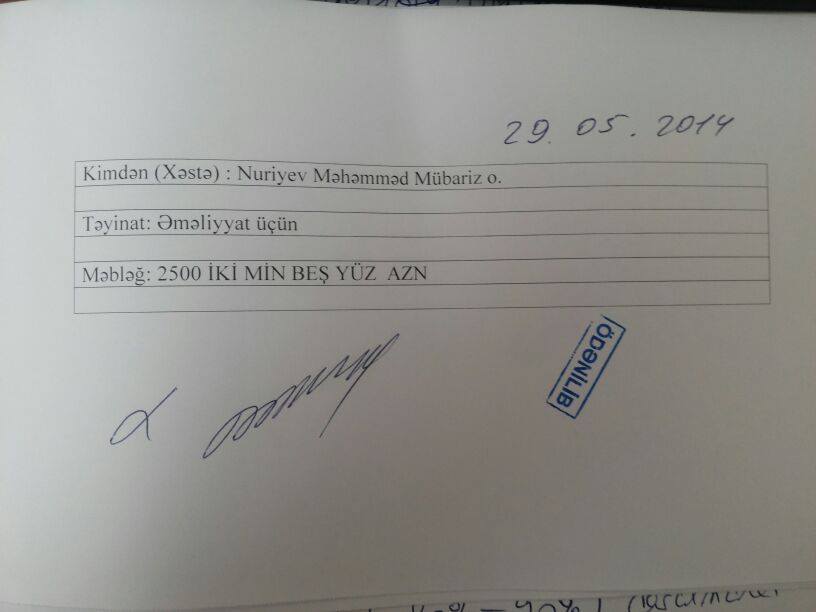 29. 05. 2014
Kimdən (Xəstə) : Nuriyev Məhəmməd Mübariz o.
Təyinat: Əməliyyat üçün
Məbləğ: 2500 İKİ MİN BEŞ YÜZ  AZN
ÖDƏNİLİB